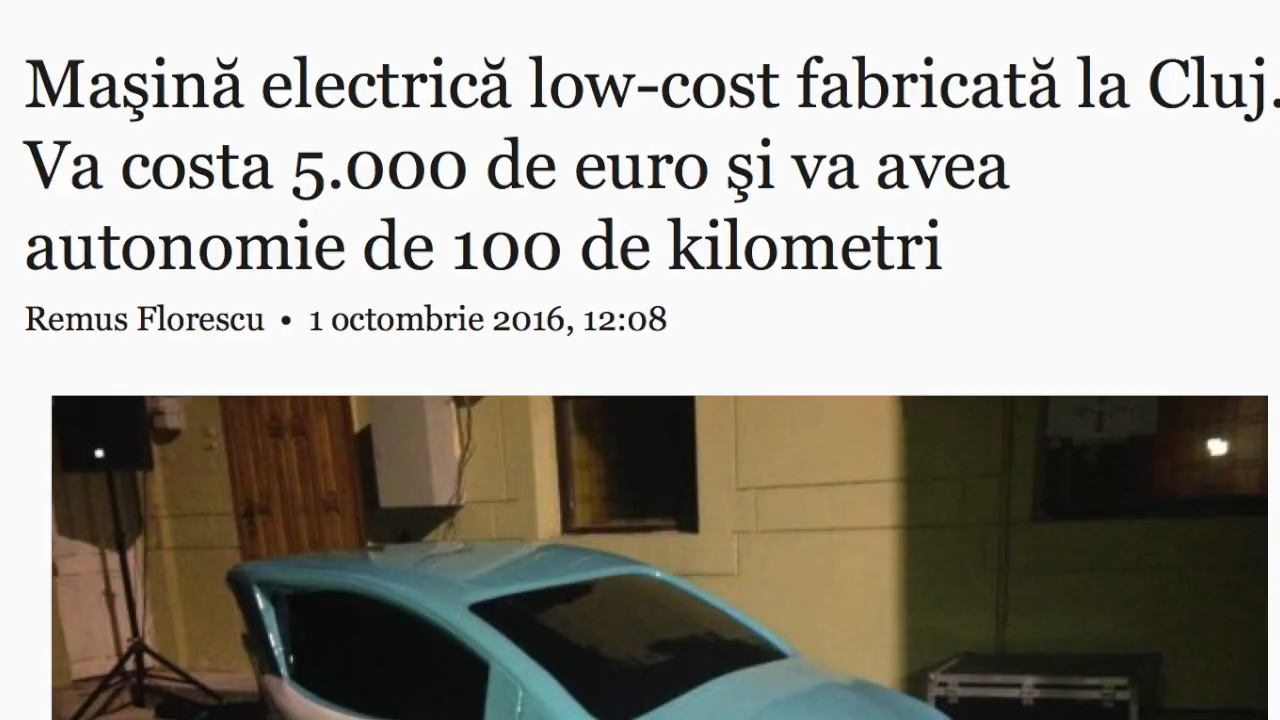 Maşină electrică low-cost fabricată la Cluj.
Va costa 5.000 de euro şi va avea
autonomie de 100 de kilometri
Remus Florescu • 1 octombrie 2016, 12:08